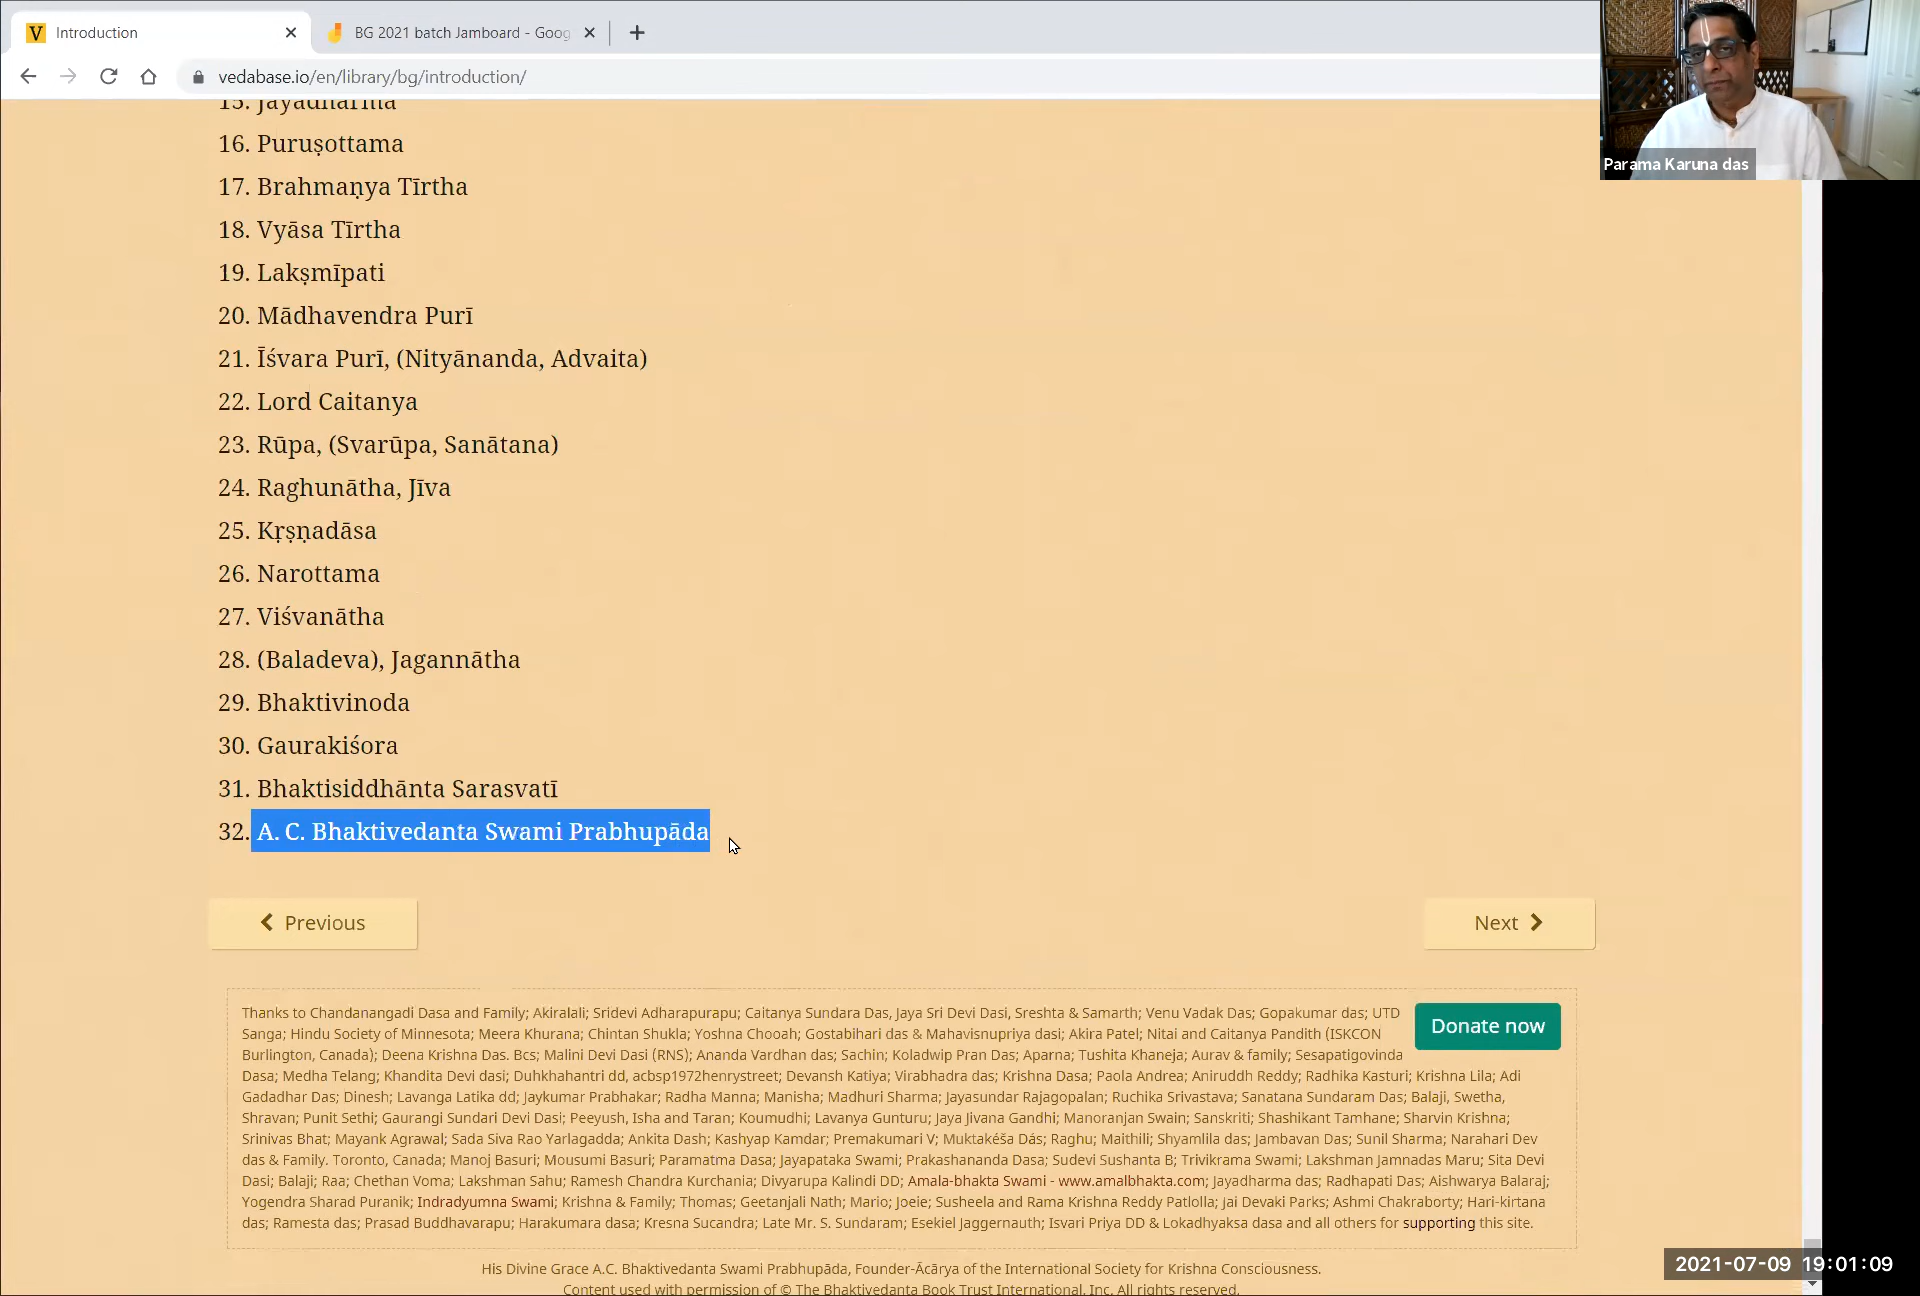 Introduction
BG 2021 batch Jamboard - Goog
vedabase.io/en/library/bg/introduction/
Parama Karuna das
15. Jayadharma
16. Puruṣottama
17. Brahmaṇya Tīrtha
18. Vyāsa Tīrtha
19. Lakṣmīpati
20. Mādhavendra Purī
21. Īśvara Purī, (Nityānanda, Advaita)
22. Lord Caitanya
23. Rūpa, (Svarūpa, Sanātana)
24. Raghunātha, Jīva
25. Kṛṣṇadāsa
26. Narottama
27. Viśvanātha
28. (Baladeva), Jagannātha
29. Bhaktivinoda
30. Gaurakiśora
31. Bhaktisiddhānta Sarasvatī
32. A. C. Bhaktivedanta Swami Prabhupāda
Previous
Next
Thanks to Chandanangadi Dasa and Family; Akiralali; Sridevi Adharapurapu; Caitanya Sundara Das, Jaya Sri Devi Dasi, Sreshta & Samarth; Venu Vadak Das; Gopakumar das; UTD
Sanga; Hindu Society of Minnesota; Meera Khurana; Chintan Shukla; Yoshna Chooah; Gostabihari das & Mahavisnupriya dasi; Akira Patel; Nitai and Caitanya Pandith (ISKCON
Burlington, Canada); Deena Krishna Das. Bcs; Malini Devi Dasi (RNS); Ananda Vardhan das; Sachin; Koladwip Pran Das; Aparna; Tushita Khaneja; Aurav & family; Sesapatigovinda
Dasa; Medha Telang; Khandita Devi dasi; Duhkhahantri dd, acbsp1972henrystreet; Devansh Katiya; Virabhadra das; Krishna Dasa; Paola Andrea; Aniruddh Reddy; Radhika Kasturi; Krishna Lila; Adi
Gadadhar Das; Dinesh; Lavanga Latika dd; Jaykumar Prabhakar; Radha Manna; Manisha; Madhuri Sharma; Jayasundar Rajagopalan; Ruchika Srivastava; Sanatana Sundaram Das; Balaji, Swetha,
Shravan; Punit Sethi; Gaurangi Sundari Devi Dasi; Peeyush, Isha and Taran; Koumudhi; Lavanya Gunturu; Jaya Jivana Gandhi; Manoranjan Swain; Sanskriti; Shashikant Tamhane; Sharvin Krishna;
Srinivas Bhat; Mayank Agrawal; Sada Siva Rao Yarlagadda; Ankita Dash; Kashyap Kamdar; Premakumari V; Muktakéša Dás; Raghu; Maithili; Shyamlila das; Jambavan Das; Sunil Sharma; Narahari Dev
das & Family. Toronto, Canada; Manoj Basuri; Mousumi Basuri; Paramatma Dasa; Jayapataka Swami; Prakashananda Dasa; Sudevi Sushanta B; Trivikrama Swami; Lakshman Jamnadas Maru; Sita Devi
Dasi; Balaji; Raa; Chethan Voma; Lakshman Sahu; Ramesh Chandra Kurchania; Divyarupa Kalindi DD; Amala-bhakta Swami - www.amalbhakta.com; Jayadharma das; Radhapati Das; Aishwarya Balaraj;
Yogendra Sharad Puranik; Indradyumna Swami; Krishna & Family; Thomas; Geetanjali Nath; Mario; Joeie; Susheela and Rama Krishna Reddy Patlolla; Jai Devaki Parks; Ashmi Chakraborty; Hari-kirtana
das; Ramesta das; Prasad Buddhavarapu; Harakumara dasa; Kresna Sucandra; Late Mr. S. Sundaram; Esekiel Jaggernauth; Isvari Priya DD & Lokadhyaksa dasa and all others for supporting this site.
Donate now
His Divine Grace A.C. Bhaktivedanta Swami Prabhupāda, Founder-Ācārya of the International Society for Krishna Consciousness.
Content used with permission of © The Bhaktivedanta Book Trust International, Inc. All rights reserved.
2021-07-09 19:01:09